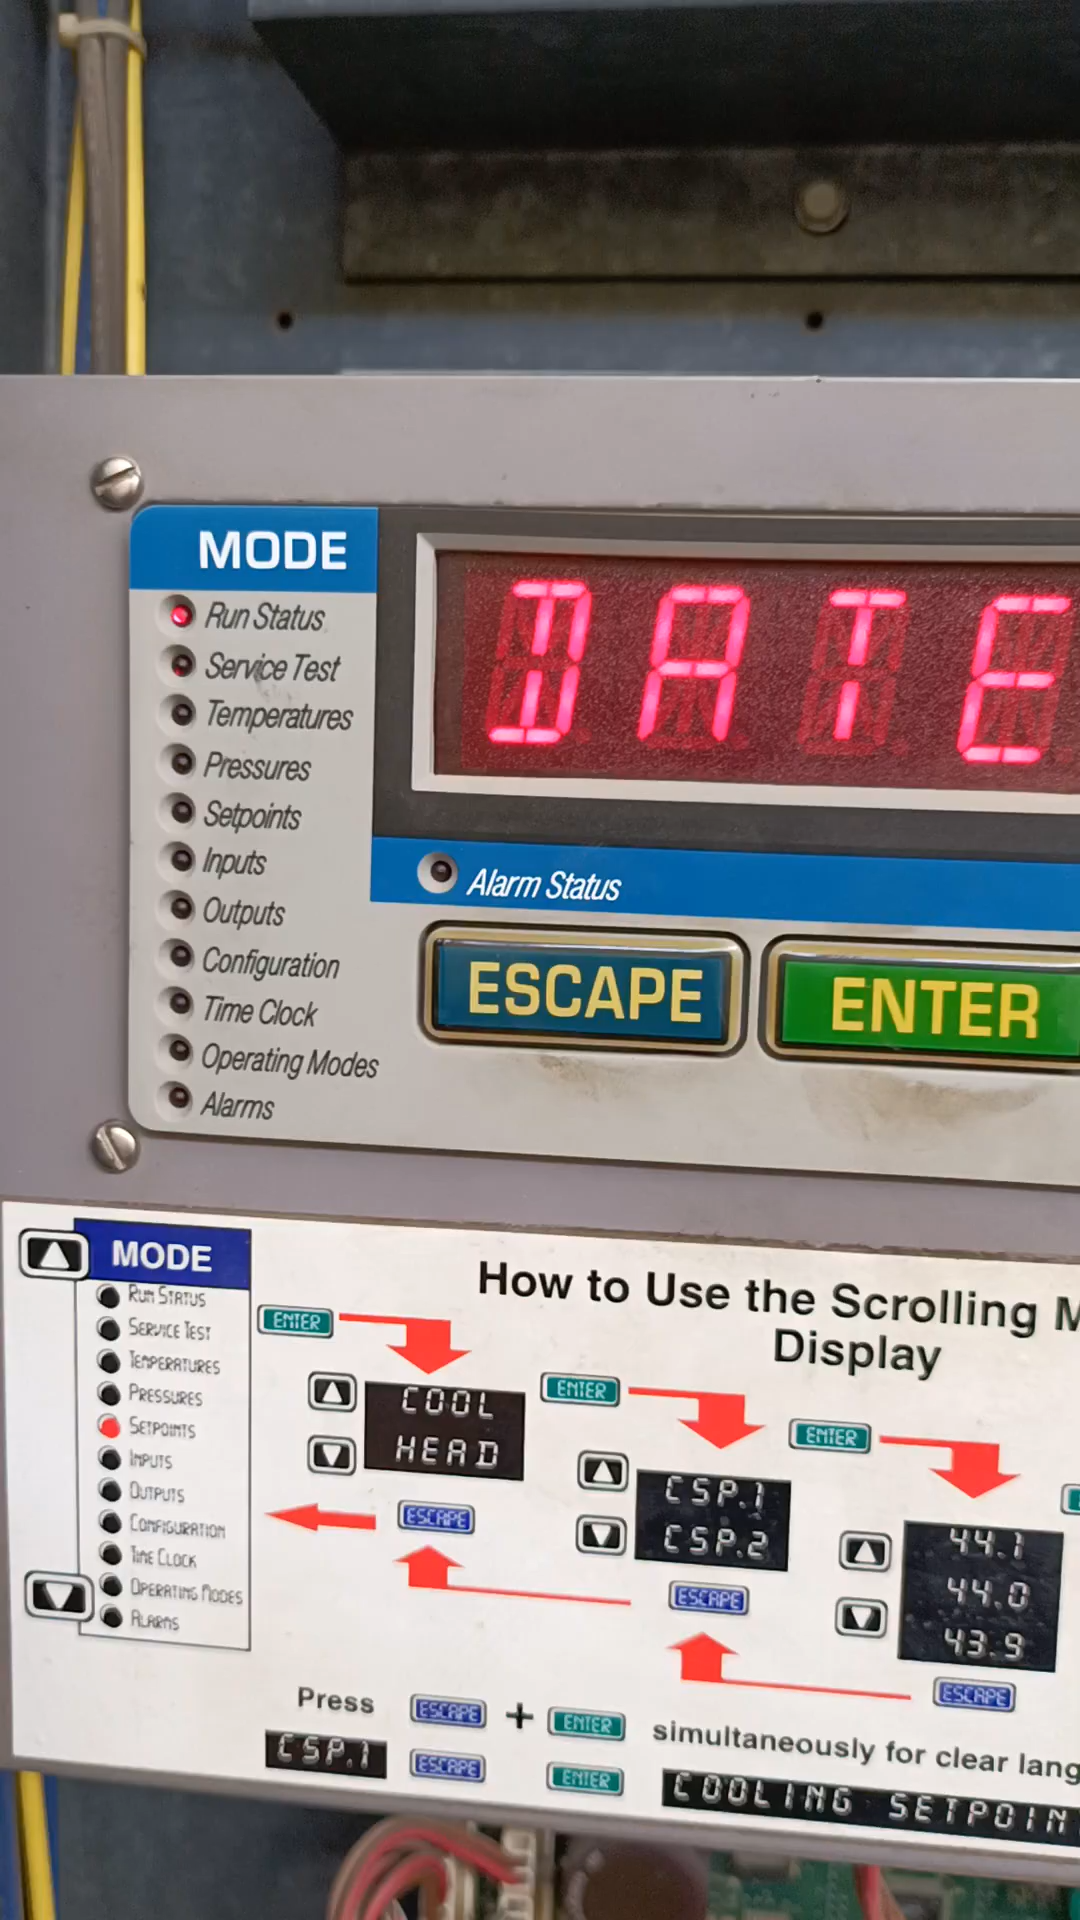 MODE
Run Status
Service Test
Temperatures
Pressures
Setpoints
Inputs
Outputs
Configuration
Time Clock
Operating Modes
Alarms
DATE
Alarm Status
ESCAPE
ENTER
How to Use the Scrolling M
Display
MODE
RUN STATUS
SERVICE TEST
TEMPERATURES
PRESSURES
SETPOINTS
INPUTS
OUTPUTS
CONFIGURATION
TIME CLOCK
OPERATING MODES
ALARMS
ENTER
COOL
HEAD
ESCAPE
ENTER
CSP.1
CSP.2
ESCAPE
ENTER
44.1
44.0
43.9
ESCAPE
Press ESCAPE + ENTER simultaneously for clear lang
CSP.1 ESCAPE ENTER COOLING SETPOIN